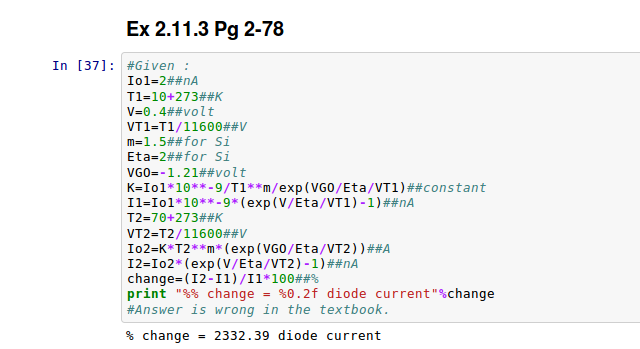 Ex 2.11.3 Pg 2-78
In [37]:
#Given :
Io1=2##nA
T1=10+273##K
V=0.4##volt
VT1=T1/11600##V
m=1.5##for Si
Eta=2##for Si
VGO=-1.21##volt
K=Io1*10**-9/T1**m/exp(VGO/Eta/VT1)##constant
I1=Io1*10**-9*(exp(V/Eta/VT1)-1)##nA
T2=70+273##K
VT2=T2/11600##V
Io2=K*T2**m*(exp(VGO/Eta/VT2))##A
I2=Io2*(exp(V/Eta/VT2)-1)##nA
change=(I2-I1)/I1*100##%
print "%% change = %0.2f diode current"%change
#Answer is wrong in the textbook.
% change = 2332.39 diode current